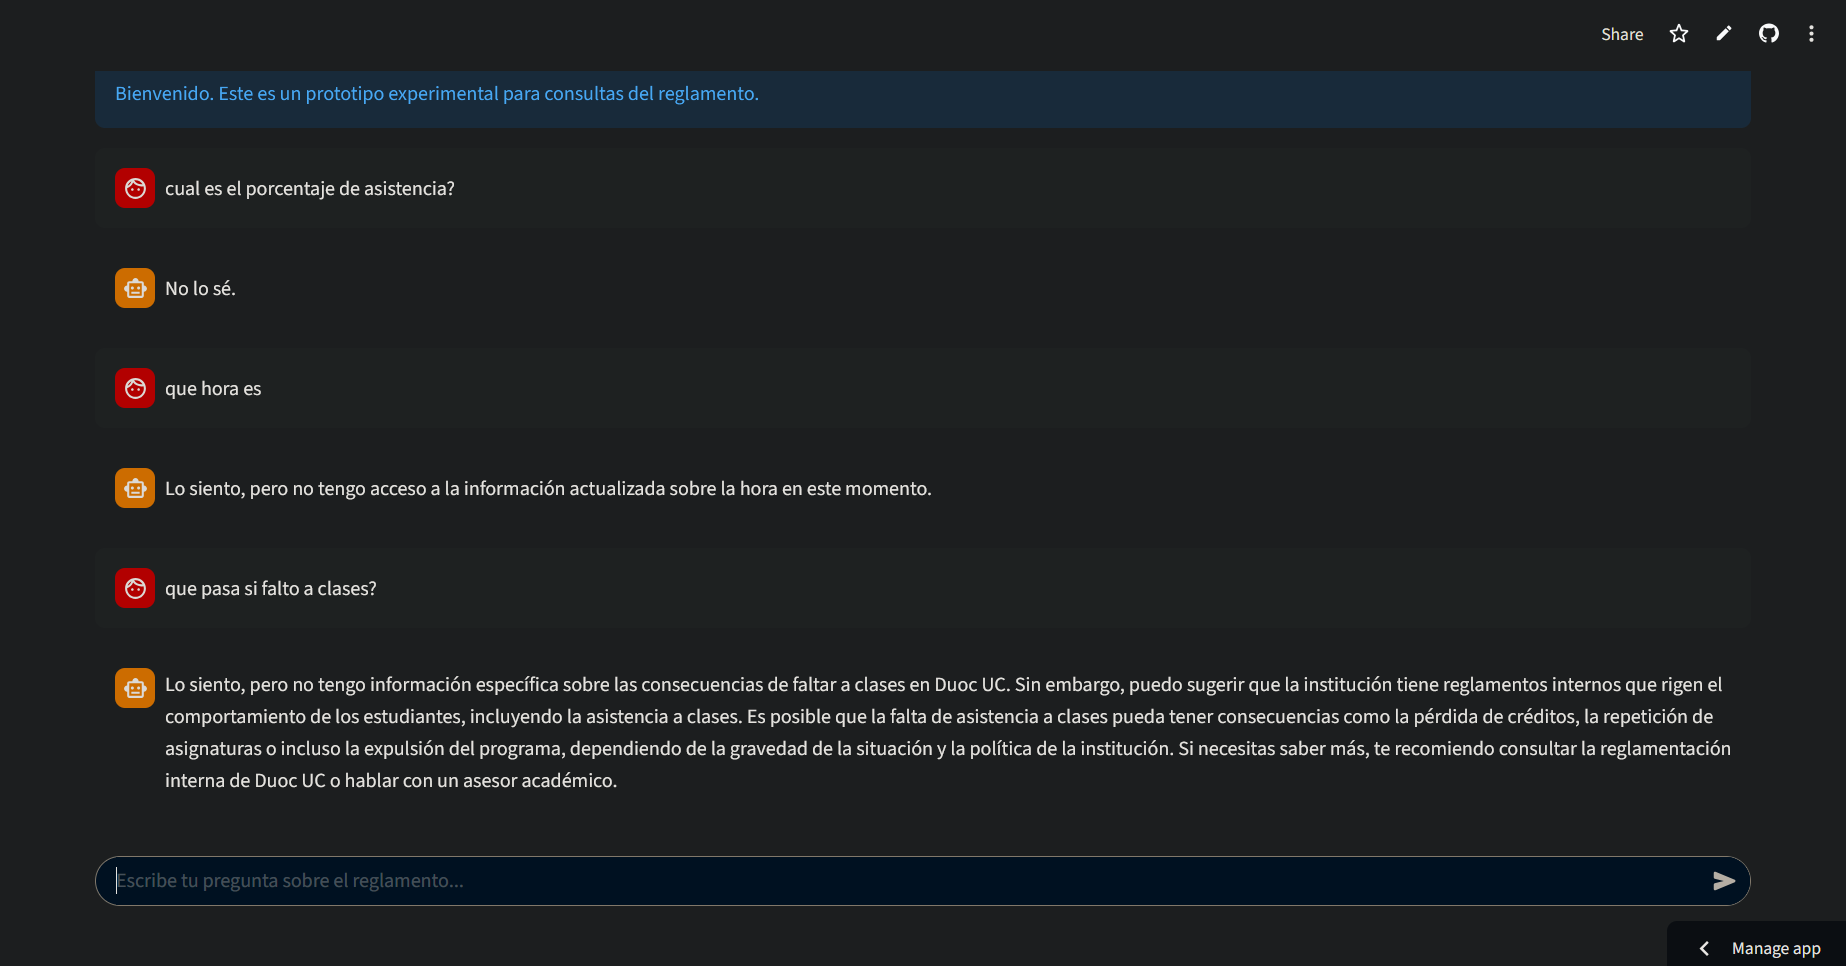 Share
Bienvenido. Este es un prototipo experimental para consultas del reglamento.
cual es el porcentaje de asistencia?
No lo sé.
que hora es
Lo siento, pero no tengo acceso a la información actualizada sobre la hora en este momento.
que pasa si falto a clases?
Lo siento, pero no tengo información específica sobre las consecuencias de faltar a clases en Duoc UC. Sin embargo, puedo sugerir que la institución tiene reglamentos internos que rigen el
comportamiento de los estudiantes, incluyendo la asistencia a clases. Es posible que la falta de asistencia a clases pueda tener consecuencias como la pérdida de créditos, la repetición de
asignaturas o incluso la expulsión del programa, dependiendo de la gravedad de la situación y la política de la institución. Si necesitas saber más, te recomiendo consultar la reglamentación
interna de Duoc UC o hablar con un asesor académico.
Escribe tu pregunta sobre el reglamento...
Manage app